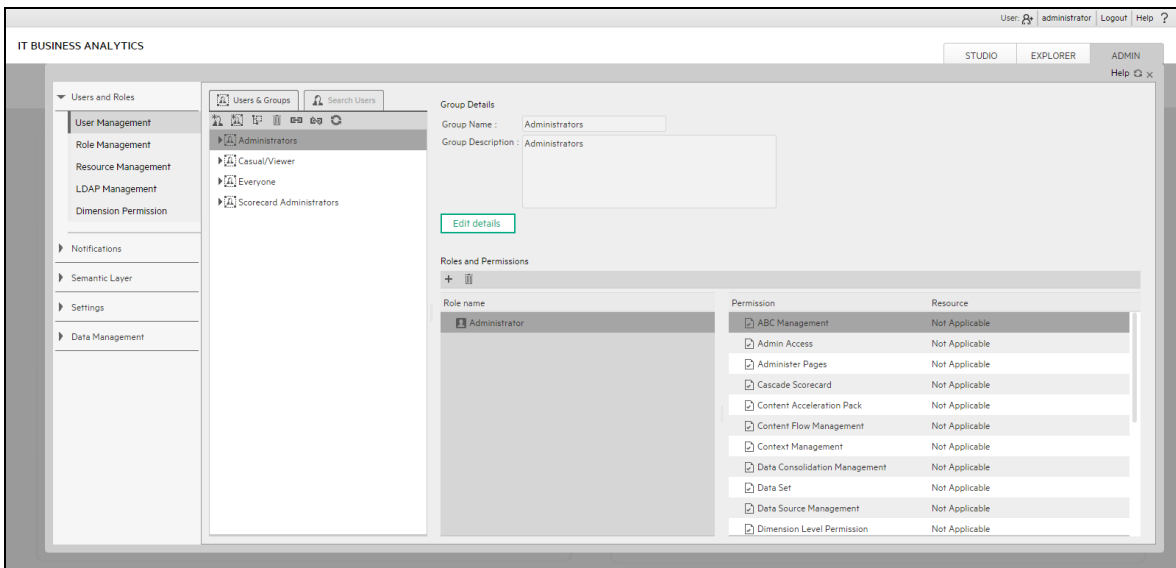 User: administrator Logout Help ?
IT BUSINESS ANALYTICS
STUDIO EXPLORER ADMIN
Help
Users and Roles
User Management
Role Management
Resource Management
LDAP Management
Dimension Permission
Notifications
Semantic Layer
Settings
Data Management
Users & Groups Search Users
Administrators
Casual/Viewer
Everyone
Scorecard Administrators
Group Details
Group Name : Administrators
Group Description : Administrators
Edit details
Roles and Permissions
Role name
Administrator
Permission Resource
ABC Management Not Applicable
Admin Access Not Applicable
Administer Pages Not Applicable
Cascade Scorecard Not Applicable
Content Acceleration Pack Not Applicable
Content Flow Management Not Applicable
Context Management Not Applicable
Data Consolidation Management Not Applicable
Data Set Not Applicable
Data Source Management Not Applicable
Dimension Level Permission Not Applicable